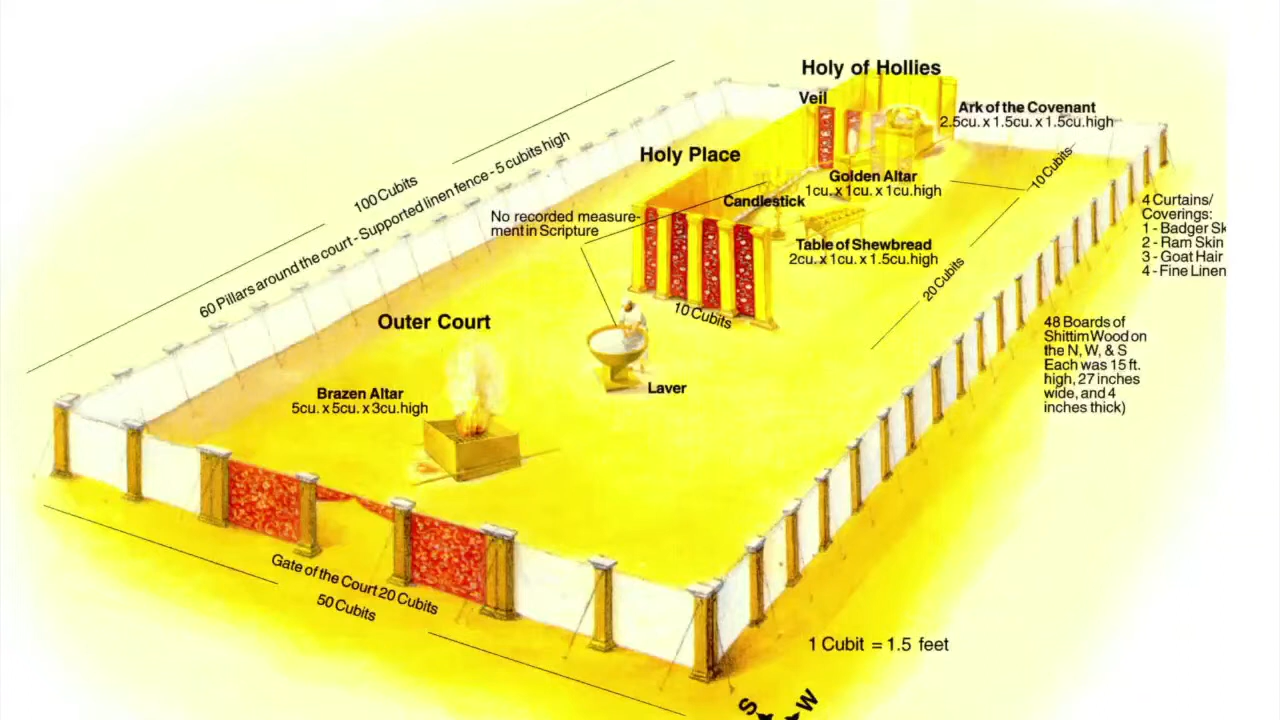 Holy of Hollies
Veil
Ark of the Covenant
2.5cu. x 1.5cu. x 1.5cu.high
Holy Place
Golden Altar
1cu. x 1cu. x 1cu.high
Candlestick
10 Cubits
100 Cubits
60 Pillars around the court - Supported linen fence - 5 cubits high
No recorded measure-
ment in Scripture
Table of Shewbread
2cu. x 1cu. x 1.5cu.high
20 Cubits
4 Curtains/
Coverings:
1 - Badger Sk
2 - Ram Skin
3 - Goat Hair
4 - Fine Linen
10 Cubits
Outer Court
48 Boards of
Shittim Wood on
the N, W, & S
Each was 15 ft.
high, 27 inches
wide, and 4
inches thick)
Laver
Brazen Altar
5cu. x 5cu. x 3cu.high
Gate of the Court 20 Cubits
50 Cubits
1 Cubit = 1.5 feet
S W